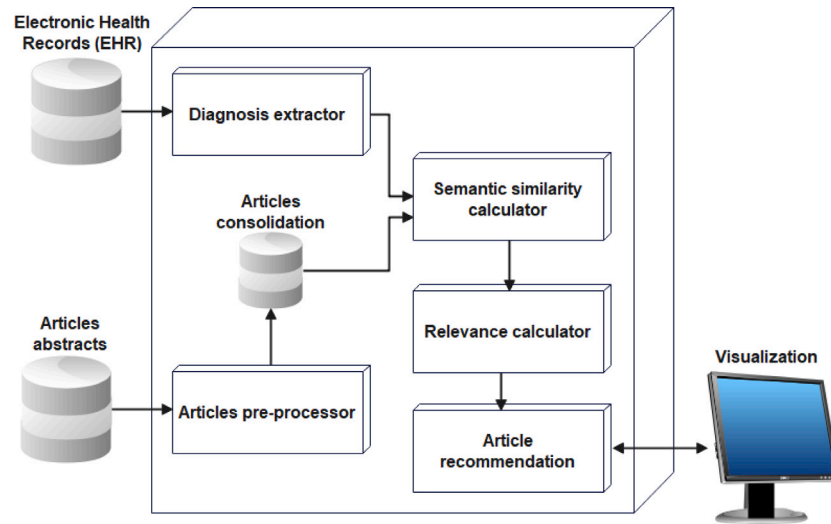 Electronic Health
Records (EHR)
Diagnosis extractor
Semantic similarity
calculator
Articles
consolidation
Relevance calculator
Articles
abstracts
Articles pre-processor
Article
recommendation
Visualization